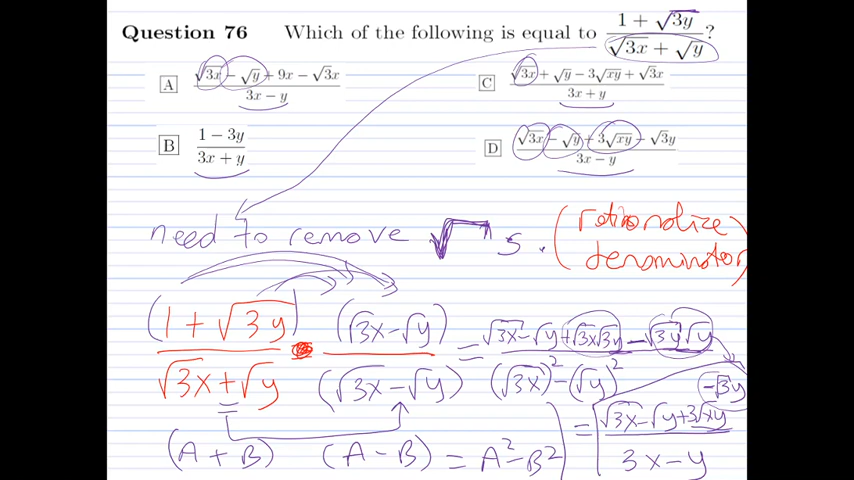 Question 76 Which of the following is equal to (1 + √3y)/(√3x + √y)?
A (√3x − √y + 9x − √3x)/(3x − y)
C (√3x + √y − 3√xy + √3x)/(3x + y)
B (1 − 3y)/(3x + y)
D (√3x − √y + 3√xy − √3y)/(3x − y)
need to remove √ s. (rationalize
denominator)
(1 + √3y)/(√3x + √y) · (√3x − √y)/(√3x − √y) = (√3x − √y + √3x√3y − √3y√y)/((√3x)² − (√y)²)
−√3y
= (√3x − √y + 3√xy)/(3x − y)
(A + B) (A − B) = A² − B²